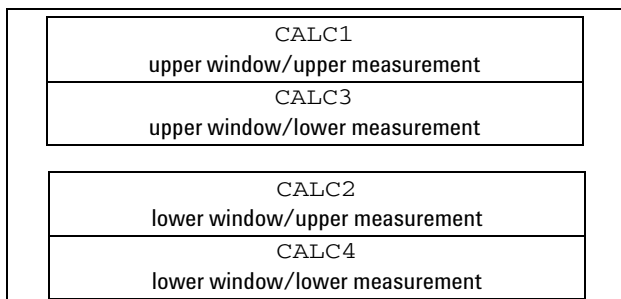 CALC1
upper window/upper measurement
CALC3
upper window/lower measurement
CALC2
lower window/upper measurement
CALC4
lower window/lower measurement